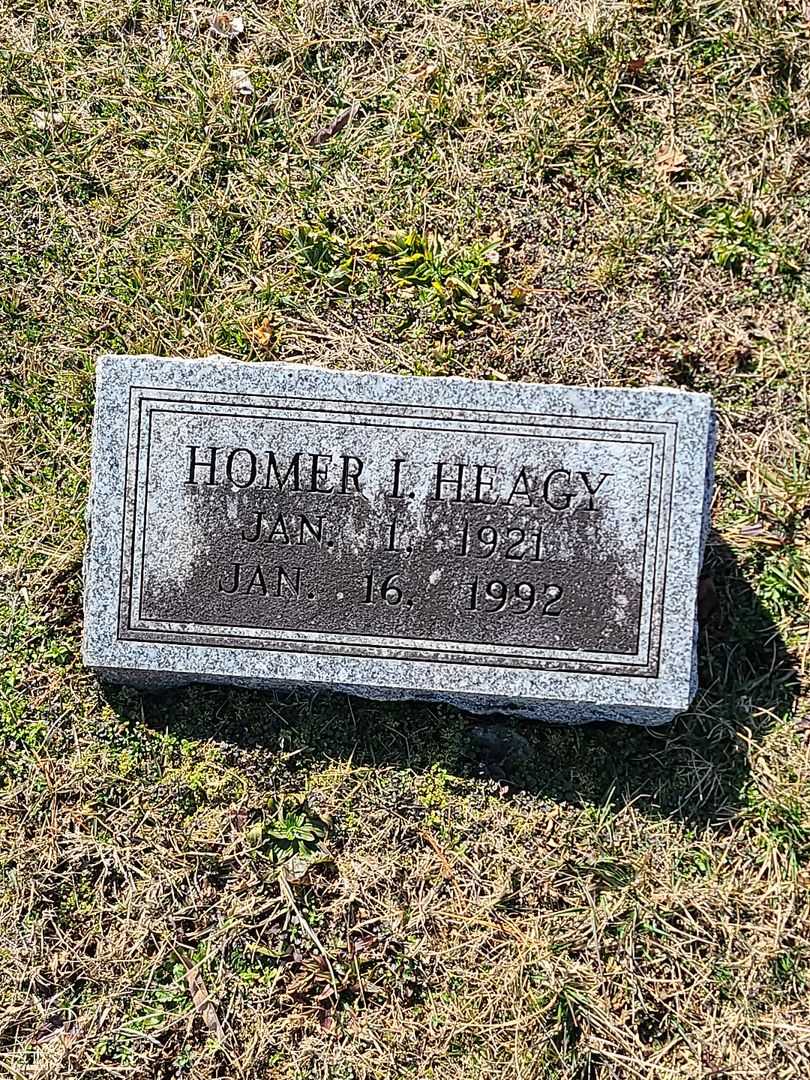 HOMER I. HEAGY
JAN. 1, 1921
JAN. 16, 1992